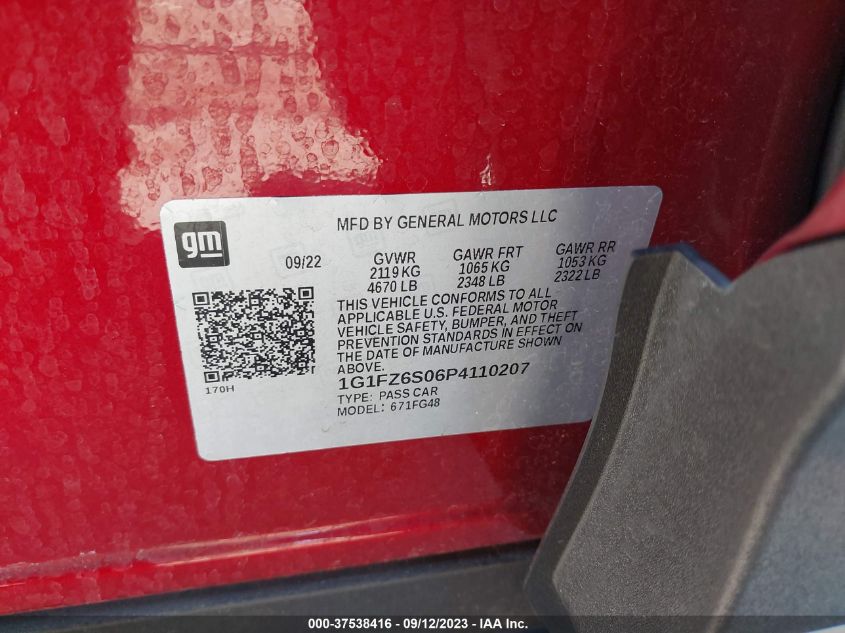 gm
MFD BY GENERAL MOTORS LLC
09/22
GVWR GAWR FRT GAWR RR
2119 KG 1065 KG 1053 KG
4670 LB 2348 LB 2322 LB
THIS VEHICLE CONFORMS TO ALL
APPLICABLE U.S. FEDERAL MOTOR
VEHICLE SAFETY, BUMPER, AND THEFT
PREVENTION STANDARDS IN EFFECT ON
THE DATE OF MANUFACTURE SHOWN
ABOVE.
1G1FZ6S06P4110207
TYPE: PASS CAR
MODEL: 671FG48
170H
000-37538416 - 09/12/2023 - IAA Inc.